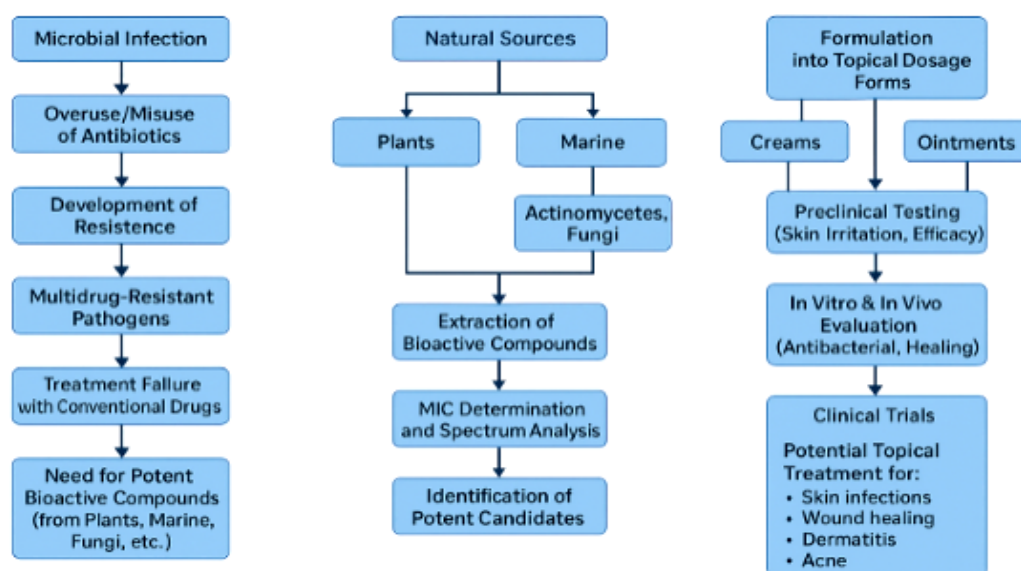 Microbial Infection
Overuse/Misuse
of Antibiotics
Development of
Resistence
Multidrug-Resistant
Pathogens
Treatment Fallure
with Conventional Drugs
Need for Potent
Bioactive Compounds
(from Plants, Marine,
Fungi, etc.)
Natural Sources
Plants
Marine
Actinomycetes,
Fungi
Extraction of
Bioactive Compounds
MIC Determination
and Spectrum Analysis
Identification of
Potent Candidates
Formulation
into Topical Dosage
Forms
Creams
Ointments
Preclinical Testing
(Skin Irritation, Efficacy)
In Vitro & In Vivo
Evaluation
(Antibacterial, Healing)
Clinical Trials
Potential Topical
Treatment for:
• Skin infections
• Wound healing
• Dermatitis
• Acne